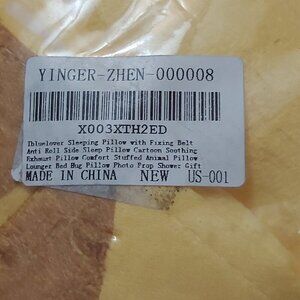 YINGER-ZHEN-000008
X003XTH2ED
Ibluelover Sleeping Pillow with Fixing Belt
Anti Roll Side Sleep Pillow Cartoon Soothing
Exhaust Pillow Comfort Stuffed Animal Pillow
Lounger Bed Bug Pillow Photo Prop Shower Gift
MADE IN CHINA NEW US-001